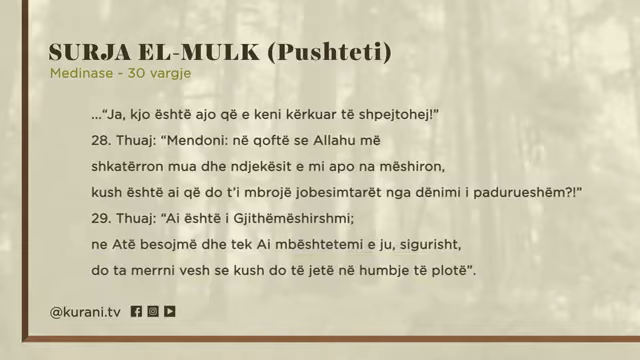 SURJA EL-MULK (Pushteti)
Medinase - 30 vargje
...“Ja, kjo është ajo që e keni kërkuar të shpejtohej!”
28. Thuaj: “Mendoni: në qoftë se Allahu më
shkatërron mua dhe ndjekësit e mi apo na mëshiron,
kush është ai që do t’i mbrojë jobesimtarët nga dënimi i padurueshëm?!”
29. Thuaj: “Ai është i Gjithëmëshirshmi;
ne Atë besojmë dhe tek Ai mbështetemi e ju, sigurisht,
do ta merrni vesh se kush do të jetë në humbje të plotë”.
@kurani.tv